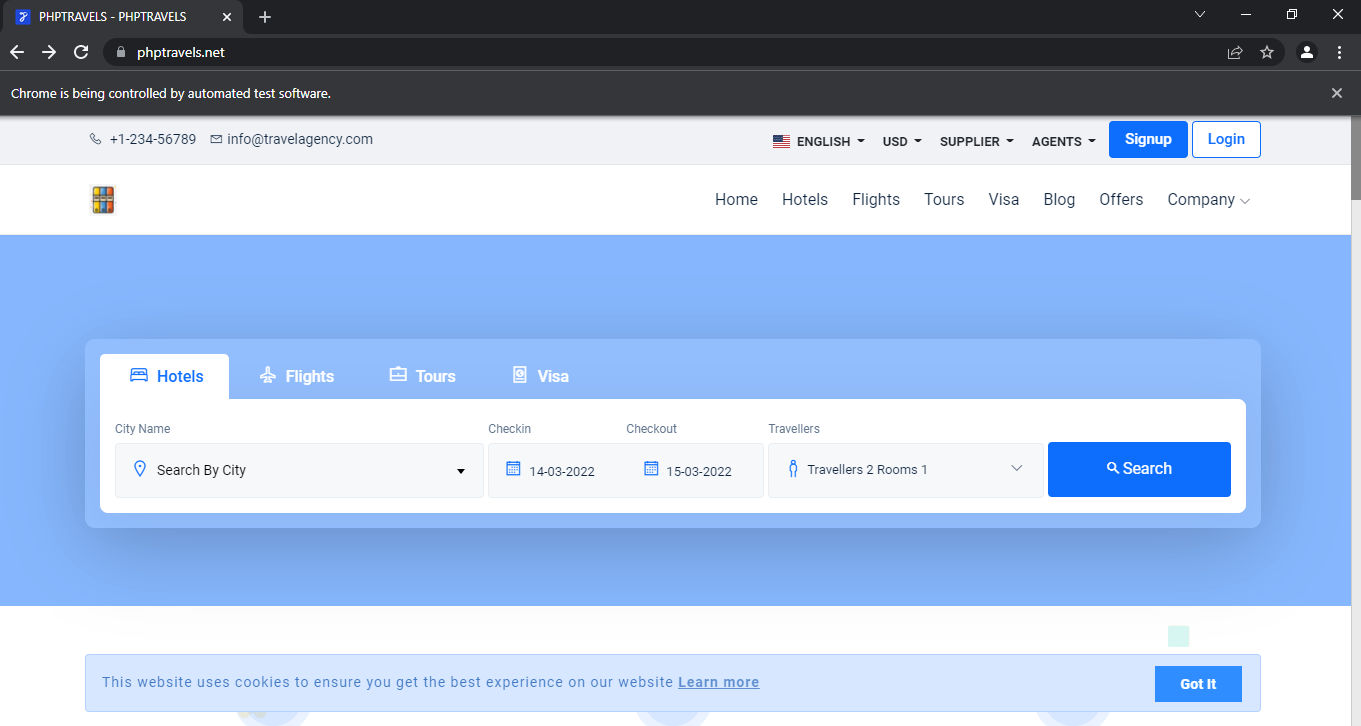 PHPTRAVELS - PHPTRAVELS
phptravels.net
Chrome is being controlled by automated test software.
+1-234-56789 info@travelagency.com ENGLISH USD SUPPLIER AGENTS Signup Login
Home Hotels Flights Tours Visa Blog Offers Company
Hotels Flights Tours Visa
City Name Checkin Checkout Travellers
Search By City 14-03-2022 15-03-2022 Travellers 2 Rooms 1 Search
This website uses cookies to ensure you get the best experience on our website Learn more Got It